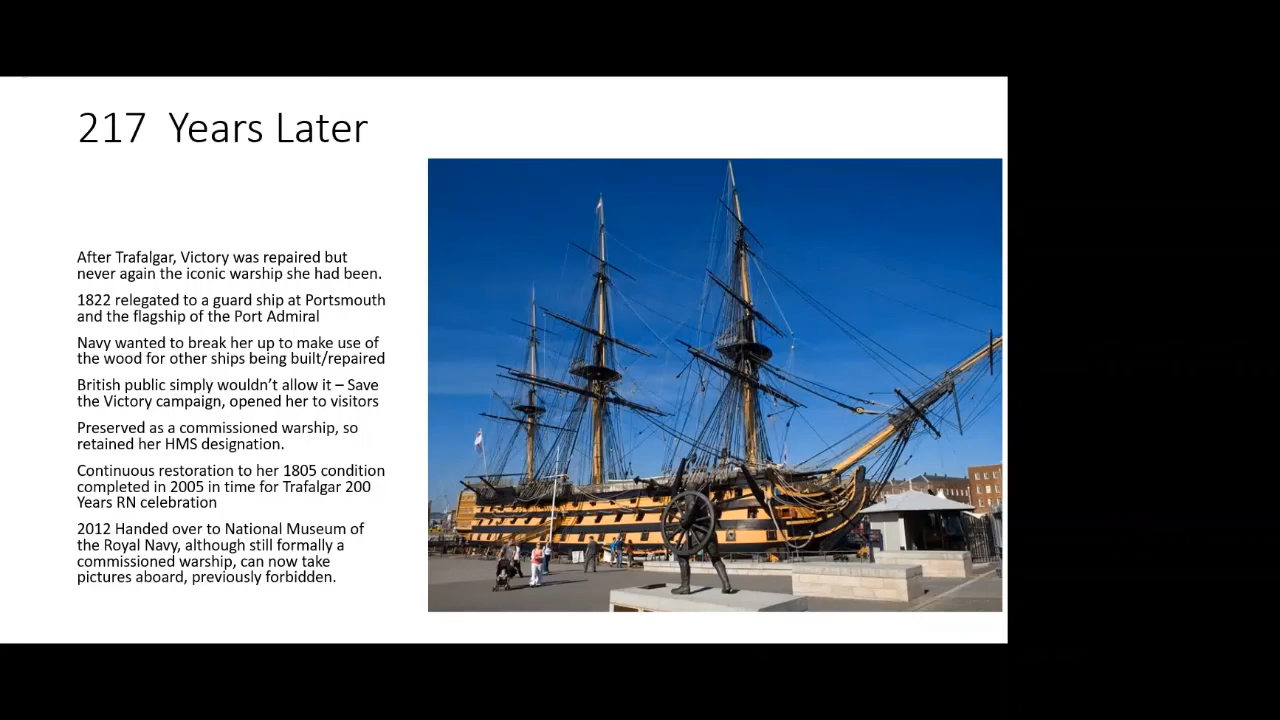 217  Years Later
After Trafalgar, Victory was repaired but
never again the iconic warship she had been.
1822 relegated to a guard ship at Portsmouth
and the flagship of the Port Admiral
Navy wanted to break her up to make use of
the wood for other ships being built/repaired
British public simply wouldn’t allow it – Save
the Victory campaign, opened her to visitors
Preserved as a commissioned warship, so
retained her HMS designation.
Continuous restoration to her 1805 condition
completed in 2005 in time for Trafalgar 200
Years RN celebration
2012 Handed over to National Museum of
the Royal Navy, although still formally a
commissioned warship, can now take
pictures aboard, previously forbidden.